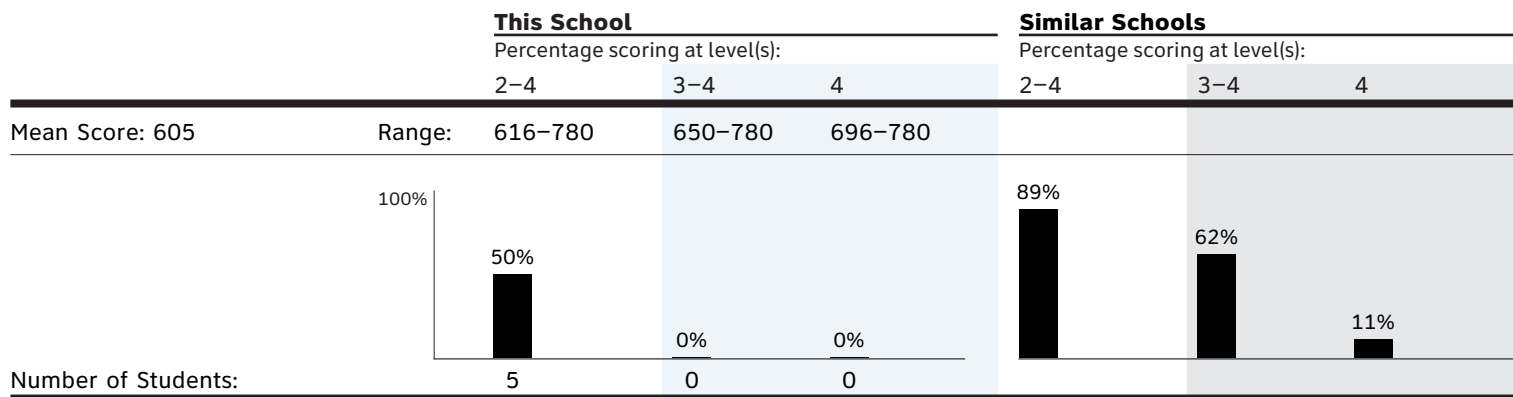 This School Similar Schools
Percentage scoring at level(s): Percentage scoring at level(s):
2–4 3–4 4 2–4 3–4 4
Mean Score: 605 Range: 616–780 650–780 696–780
100%
50% 0% 0% 89% 62% 11%
Number of Students: 5 0 0